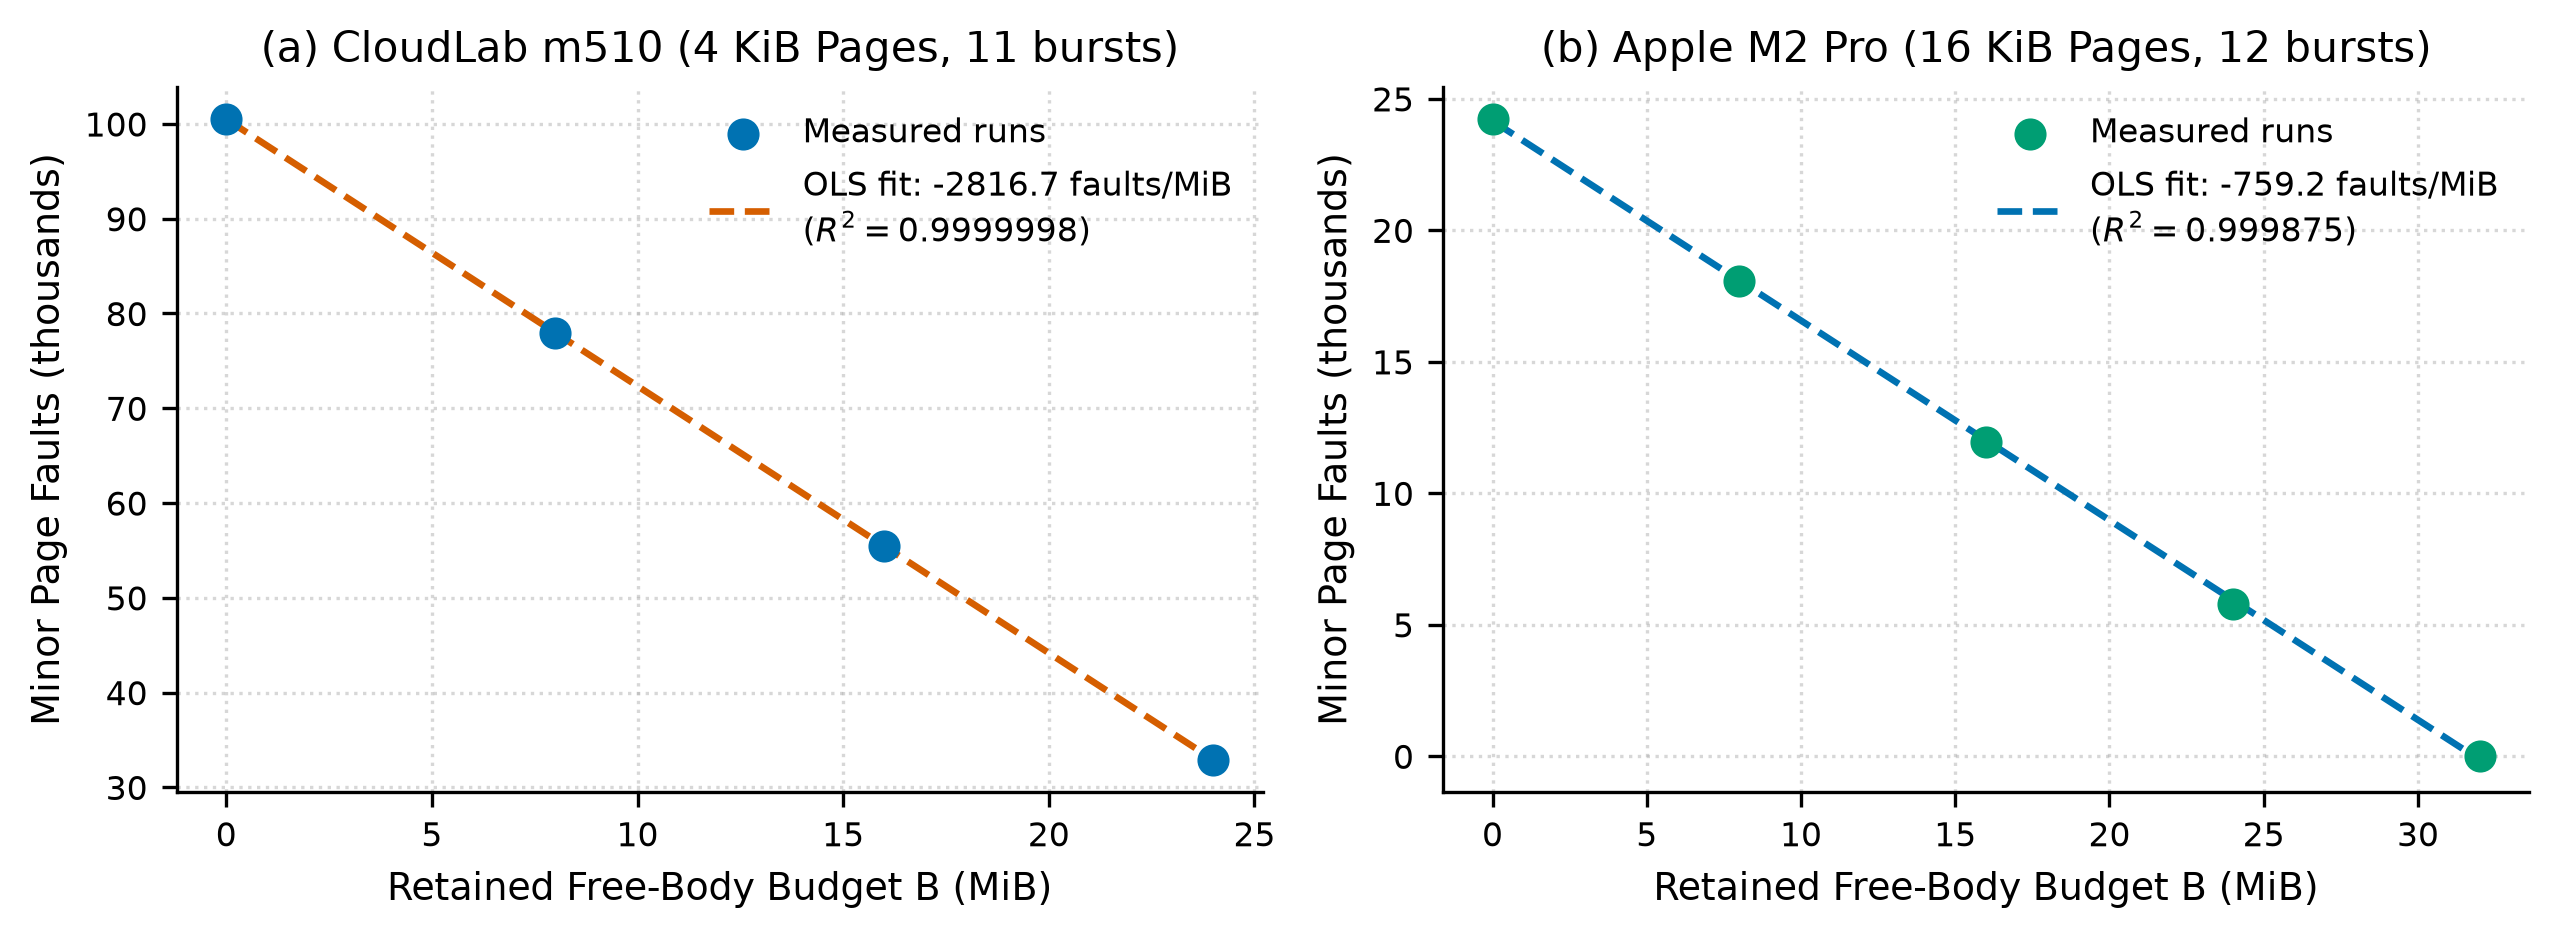 (a) CloudLab m510 (4 KiB Pages, 11 bursts)
Minor Page Faults (thousands)
100
90
80
70
60
50
40
30
Measured runs
OLS fit: -2816.7 faults/MiB
(R² = 0.9999998)
0 5 10 15 20 25
Retained Free-Body Budget B (MiB)
(b) Apple M2 Pro (16 KiB Pages, 12 bursts)
Minor Page Faults (thousands)
25
20
15
10
5
0
Measured runs
OLS fit: -759.2 faults/MiB
(R² = 0.999875)
0 5 10 15 20 25 30
Retained Free-Body Budget B (MiB)